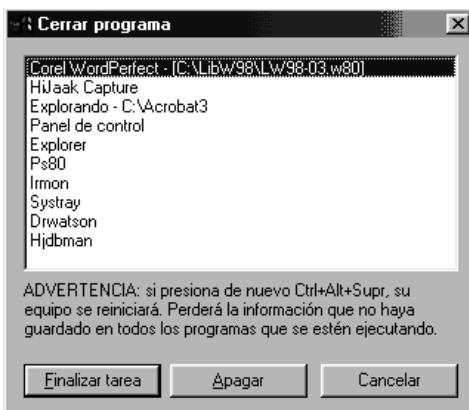 Cerrar programa
Corel WordPerfect - [C:\LibW98\LW98-03.w80]
HiJaak Capture
Explorando - C:\Acrobat3
Panel de control
Explorer
Ps80
Irmon
Systray
Drwatson
Hjdbman
ADVERTENCIA: si presiona de nuevo Ctrl+Alt+Supr, su
equipo se reiniciará. Perderá la información que no haya
guardado en todos los programas que se estén ejecutando.
Finalizar tarea Apagar Cancelar